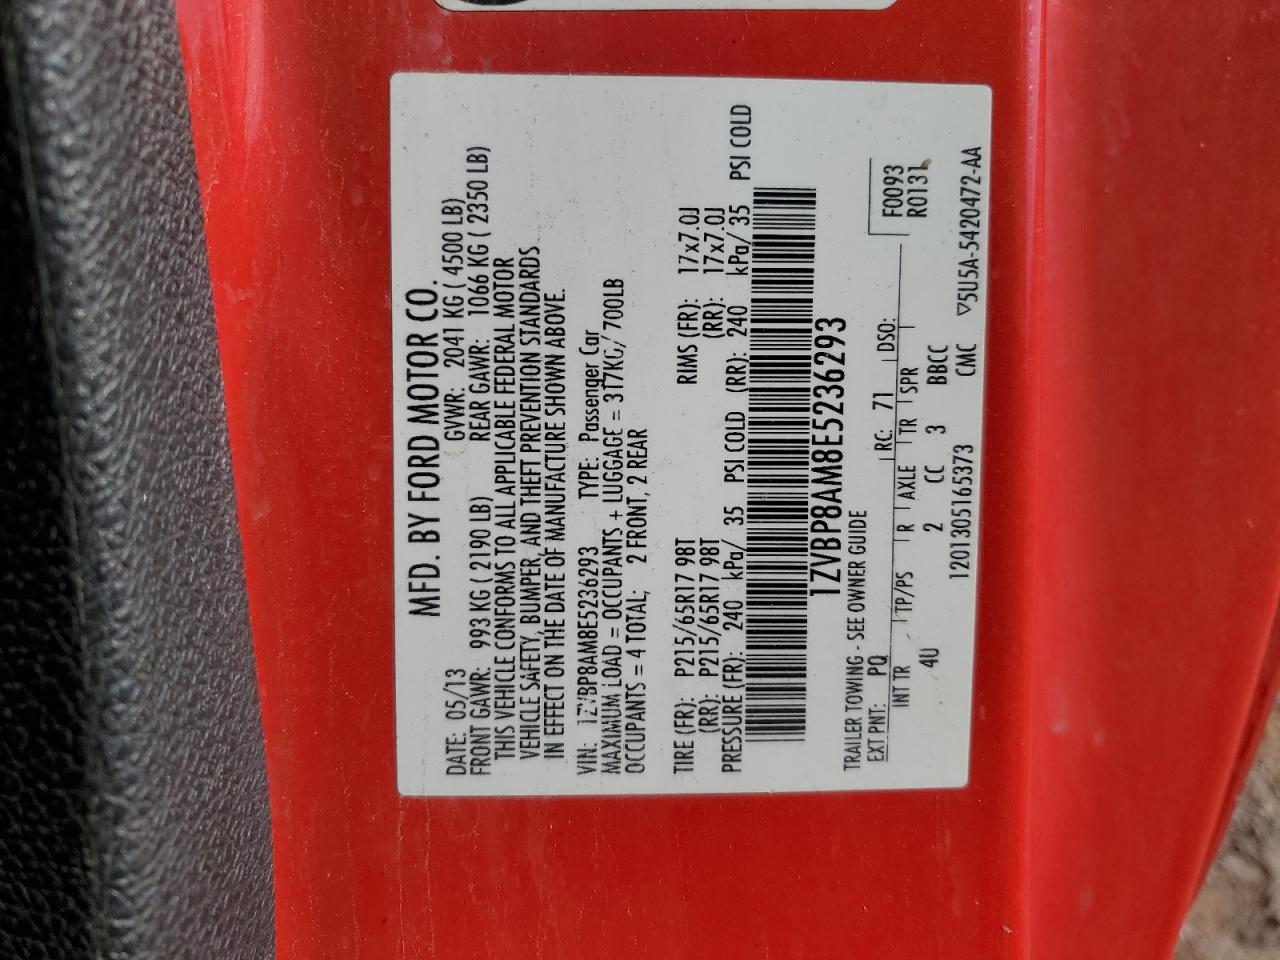 MFD. BY FORD MOTOR CO.
DATE: 05/13 GVWR: 2041 KG ( 4500 LB)
FRONT GAWR: 993 KG ( 2190 LB) REAR GAWR: 1066 KG ( 2350 LB)
THIS VEHICLE CONFORMS TO ALL APPLICABLE FEDERAL MOTOR
VEHICLE SAFETY, BUMPER, AND THEFT PREVENTION STANDARDS
IN EFFECT ON THE DATE OF MANUFACTURE SHOWN ABOVE.
VIN: 1ZVBP8AM8E5236293 TYPE: Passenger Car
MAXIMUM LOAD = OCCUPANTS + LUGGAGE = 317KG/700LB
OCCUPANTS = 4 TOTAL; 2 FRONT, 2 REAR
TIRE (FR): P215/65R17 98T RIMS (FR): 17x7.0J
(RR): P215/65R17 98T (RR): 17x7.0J
PRESSURE (FR): 240 kPa/ 35 PSI COLD (RR): 240 kPa/ 35 PSI COLD
1ZVBP8AM8E5236293
TRAILER TOWING - SEE OWNER GUIDE
EXT PNT: PQ RC: 71 DSO: F0093
INT TR TP/PS R AXLE TR SPR R0131
4U 2 CC 3 BBCC
1201305165373 CMC ▽5U5A-5420472-AA